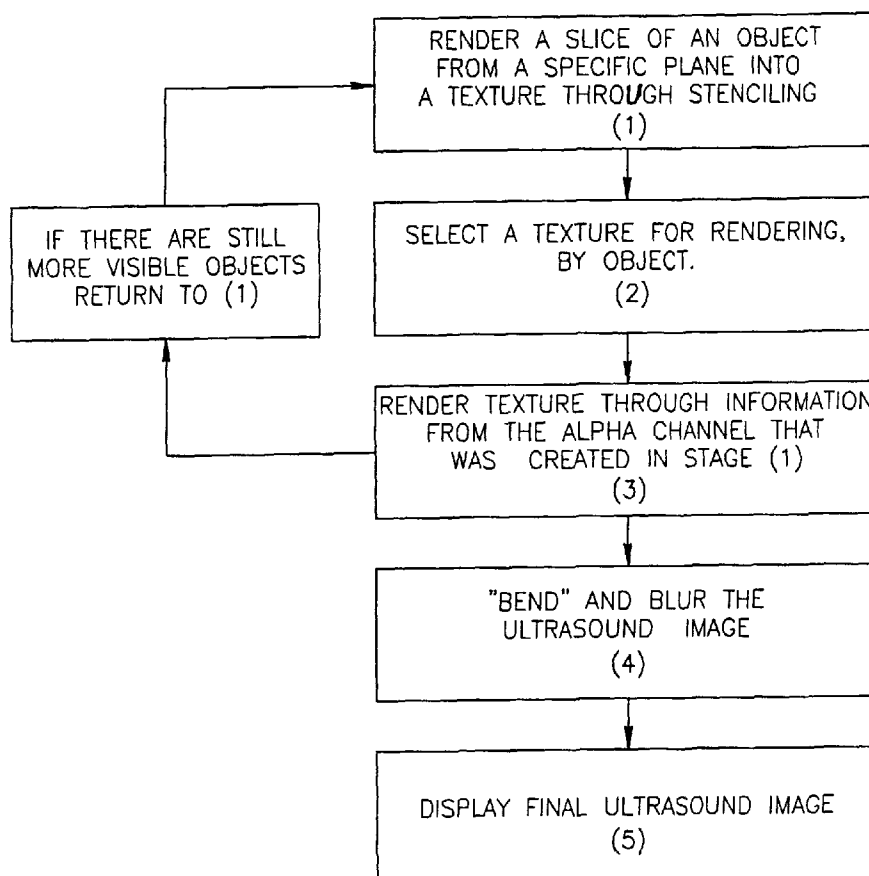 RENDER A SLICE OF AN OBJECT
FROM A SPECIFIC PLANE INTO
A TEXTURE THROUGH STENCILING
(1)
IF THERE ARE STILL
MORE VISIBLE OBJECTS
RETURN TO (1)
SELECT A TEXTURE FOR RENDERING,
BY OBJECT.
(2)
RENDER TEXTURE THROUGH INFORMATION
FROM THE ALPHA CHANNEL THAT
WAS CREATED IN STAGE (1)
(3)
"BEND" AND BLUR THE
ULTRASOUND IMAGE
(4)
DISPLAY FINAL ULTRASOUND IMAGE
(5)